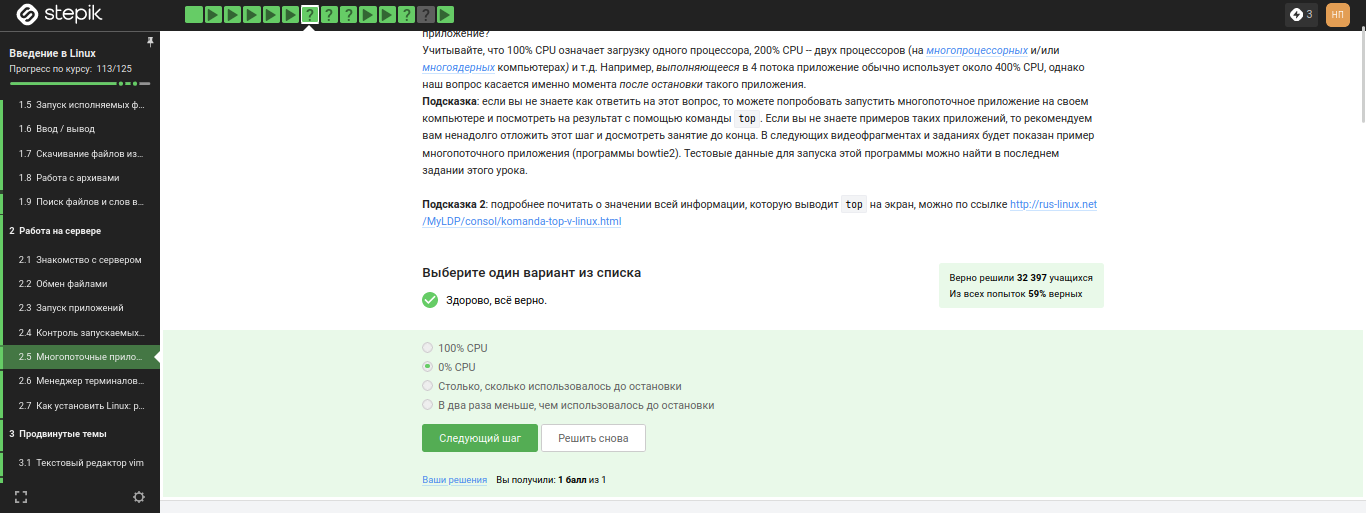 stepik
? ? ? ? ?
3
НП
Введение в Linux
Прогресс по курсу: 113/125
1.5 Запуск исполняемых ф...
1.6 Ввод / вывод
1.7 Скачивание файлов из...
1.8 Работа с архивами
1.9 Поиск файлов и слов в...
2 Работа на сервере
2.1 Знакомство с сервером
2.2 Обмен файлами
2.3 Запуск приложений
2.4 Контроль запускаемых...
2.5 Многопоточные прило...
2.6 Менеджер терминалов...
2.7 Как установить Linux: р...
3 Продвинутые темы
3.1 Текстовый редактор vim
приложение?
Учитывайте, что 100% CPU означает загрузку одного процессора, 200% CPU -- двух процессоров (на многопроцессорных и/или
многоядерных компьютерах) и т.д. Например, выполняющееся в 4 потока приложение обычно использует около 400% CPU, однако
наш вопрос касается именно момента после остановки такого приложения.
Подсказка: если вы не знаете как ответить на этот вопрос, то можете попробовать запустить многопоточное приложение на своем
компьютере и посмотреть на результат с помощью команды top. Если вы не знаете примеров таких приложений, то рекомендуем
вам ненадолго отложить этот шаг и досмотреть занятие до конца. В следующих видеофрагментах и заданиях будет показан пример
многопоточного приложения (программы bowtie2). Тестовые данные для запуска этой программы можно найти в последнем
задании этого урока.
Подсказка 2: подробнее почитать о значении всей информации, которую выводит top на экран, можно по ссылке http://rus-linux.net
/MyLDP/consol/komanda-top-v-linux.html
Выберите один вариант из списка
Здорово, всё верно.
Верно решили 32 397 учащихся
Из всех попыток 59% верных
100% CPU
0% CPU
Столько, сколько использовалось до остановки
В два раза меньше, чем использовалось до остановки
Следующий шаг
Решить снова
Ваши решения Вы получили: 1 балл из 1